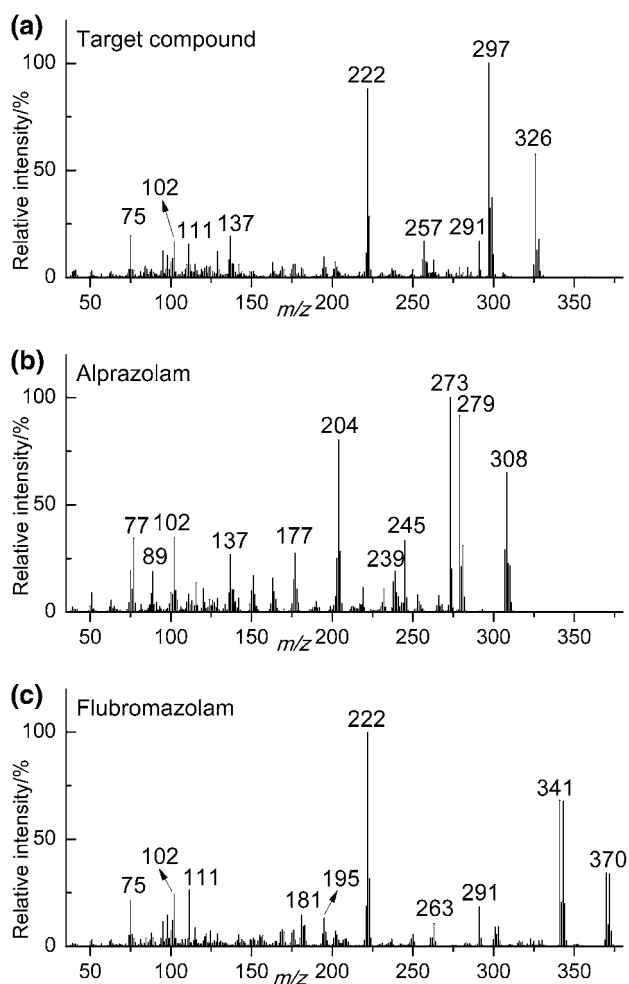 (a)
Target compound
Relative intensity/%
100
50
0
75
102
111
137
222
257
291
297
326
50 100 150 200 250 300 350
m/z
(b)
Alprazolam
Relative intensity/%
100
50
0
77
89
102
137
177
204
239
245
273
279
308
50 100 150 200 250 300 350
m/z
(c)
Flubromazolam
Relative intensity/%
100
50
0
75
102
111
181
195
222
263
291
341
370
50 100 150 200 250 300 350
m/z